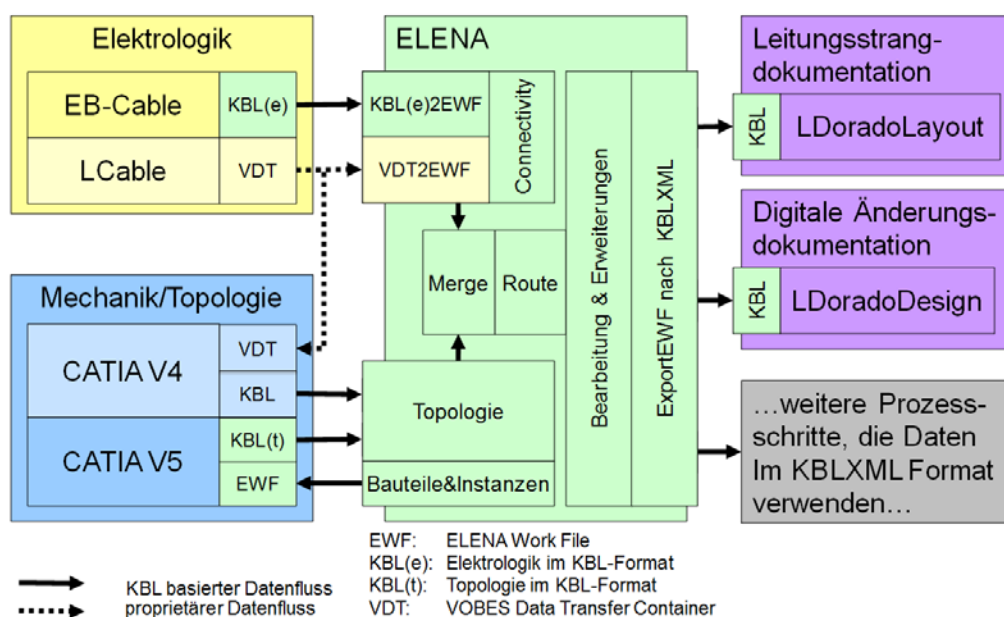 Elektrologik
EB-Cable
KBL(e)
LCable
VDT
Mechanik/Topologie
CATIA V4
VDT
KBL
CATIA V5
KBL(t)
EWF
ELENA
KBL(e)2EWF
VDT2EWF
Connectivity
Merge
Route
Topologie
Bauteile&Instanzen
Bearbeitung & Erweiterungen
ExportEWF nach KBLXML
Leitungsstrang-
dokumentation
KBL
LDoradoLayout
Digitale Änderungs-
dokumentation
KBL
LDoradoDesign
…weitere Prozess-
schritte, die Daten
Im KBLXML Format
verwenden…
KBL basierter Datenfluss
proprietärer Datenfluss
EWF: ELENA Work File
KBL(e): Elektrologik im KBL-Format
KBL(t): Topologie im KBL-Format
VDT: VOBES Data Transfer Container